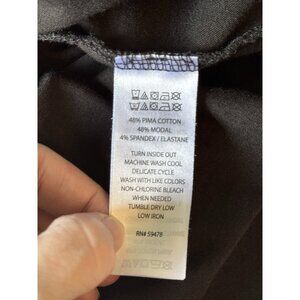 48% PIMA COTTON
48% MODAL
4% SPANDEX / ELASTANE
TURN INSIDE OUT
MACHINE WASH COOL
DELICATE CYCLE
WASH WITH LIKE COLORS
NON-CHLORINE BLEACH
WHEN NEEDED
TUMBLE DRY LOW
LOW IRON
RN# 59478